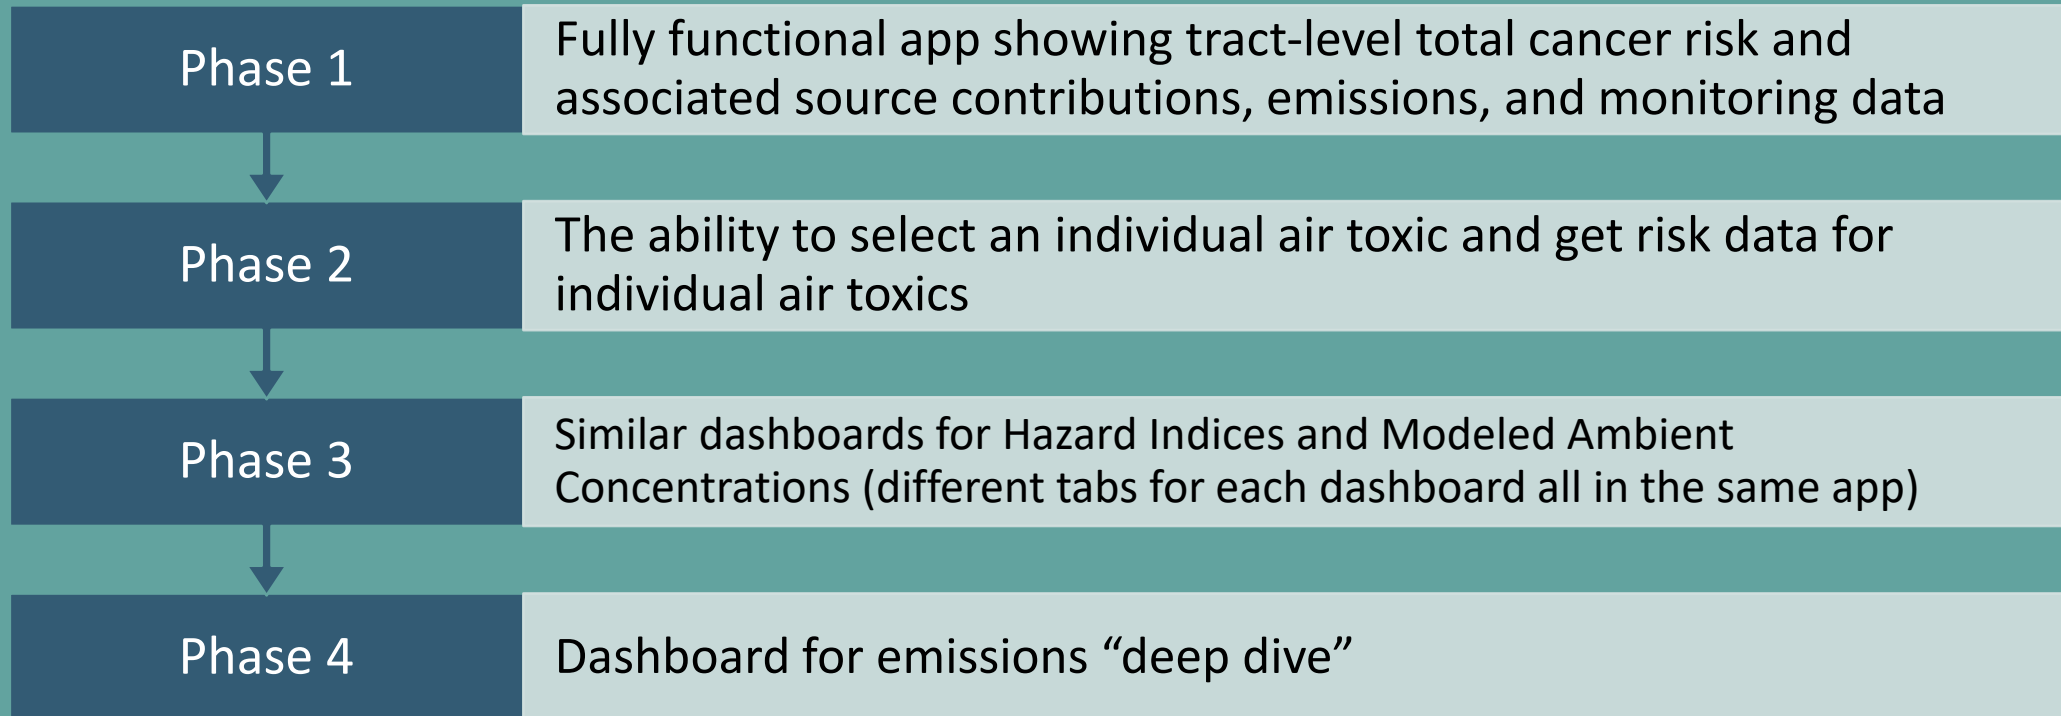 Phase 1
Fully functional app showing tract-level total cancer risk and
associated source contributions, emissions, and monitoring data
Phase 2
The ability to select an individual air toxic and get risk data for
individual air toxics
Phase 3
Similar dashboards for Hazard Indices and Modeled Ambient
Concentrations (different tabs for each dashboard all in the same app)
Phase 4
Dashboard for emissions “deep dive”